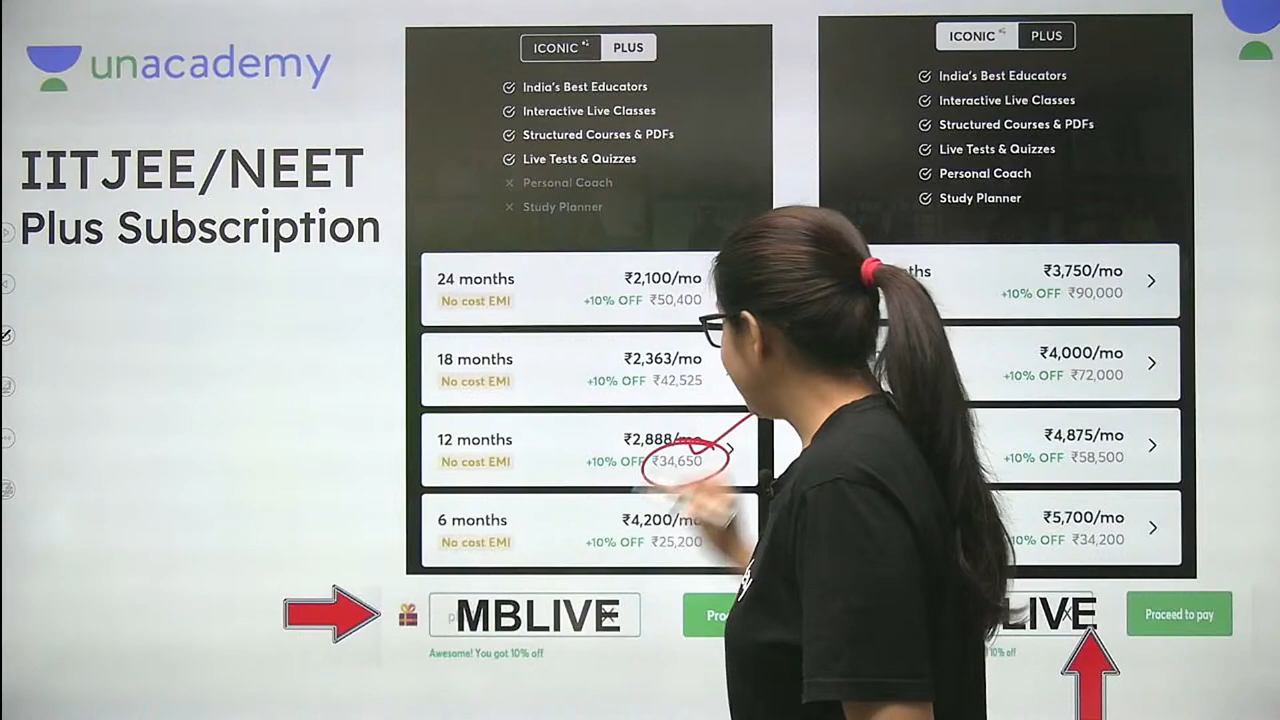 unacademy
IITJEE/NEET
Plus Subscription
ICONIC PLUS
India's Best Educators
Interactive Live Classes
Structured Courses & PDFs
Live Tests & Quizzes
Personal Coach
Study Planner
24 months ₹2,100/mo
No cost EMI +10% OFF ₹50,400
18 months ₹2,363/mo
No cost EMI +10% OFF ₹42,525
12 months ₹2,888/mo
No cost EMI +10% OFF ₹34,650
6 months ₹4,200/mo
No cost EMI +10% OFF ₹25,200
MBLIVE
Awesome! You got 10% off
ICONIC PLUS
India's Best Educators
Interactive Live Classes
Structured Courses & PDFs
Live Tests & Quizzes
Personal Coach
Study Planner
₹3,750/mo
+10% OFF ₹90,000
₹4,000/mo
+10% OFF ₹72,000
₹4,875/mo
+10% OFF ₹58,500
₹5,700/mo
10% OFF ₹34,200
LIVE Proceed to pay
10% off